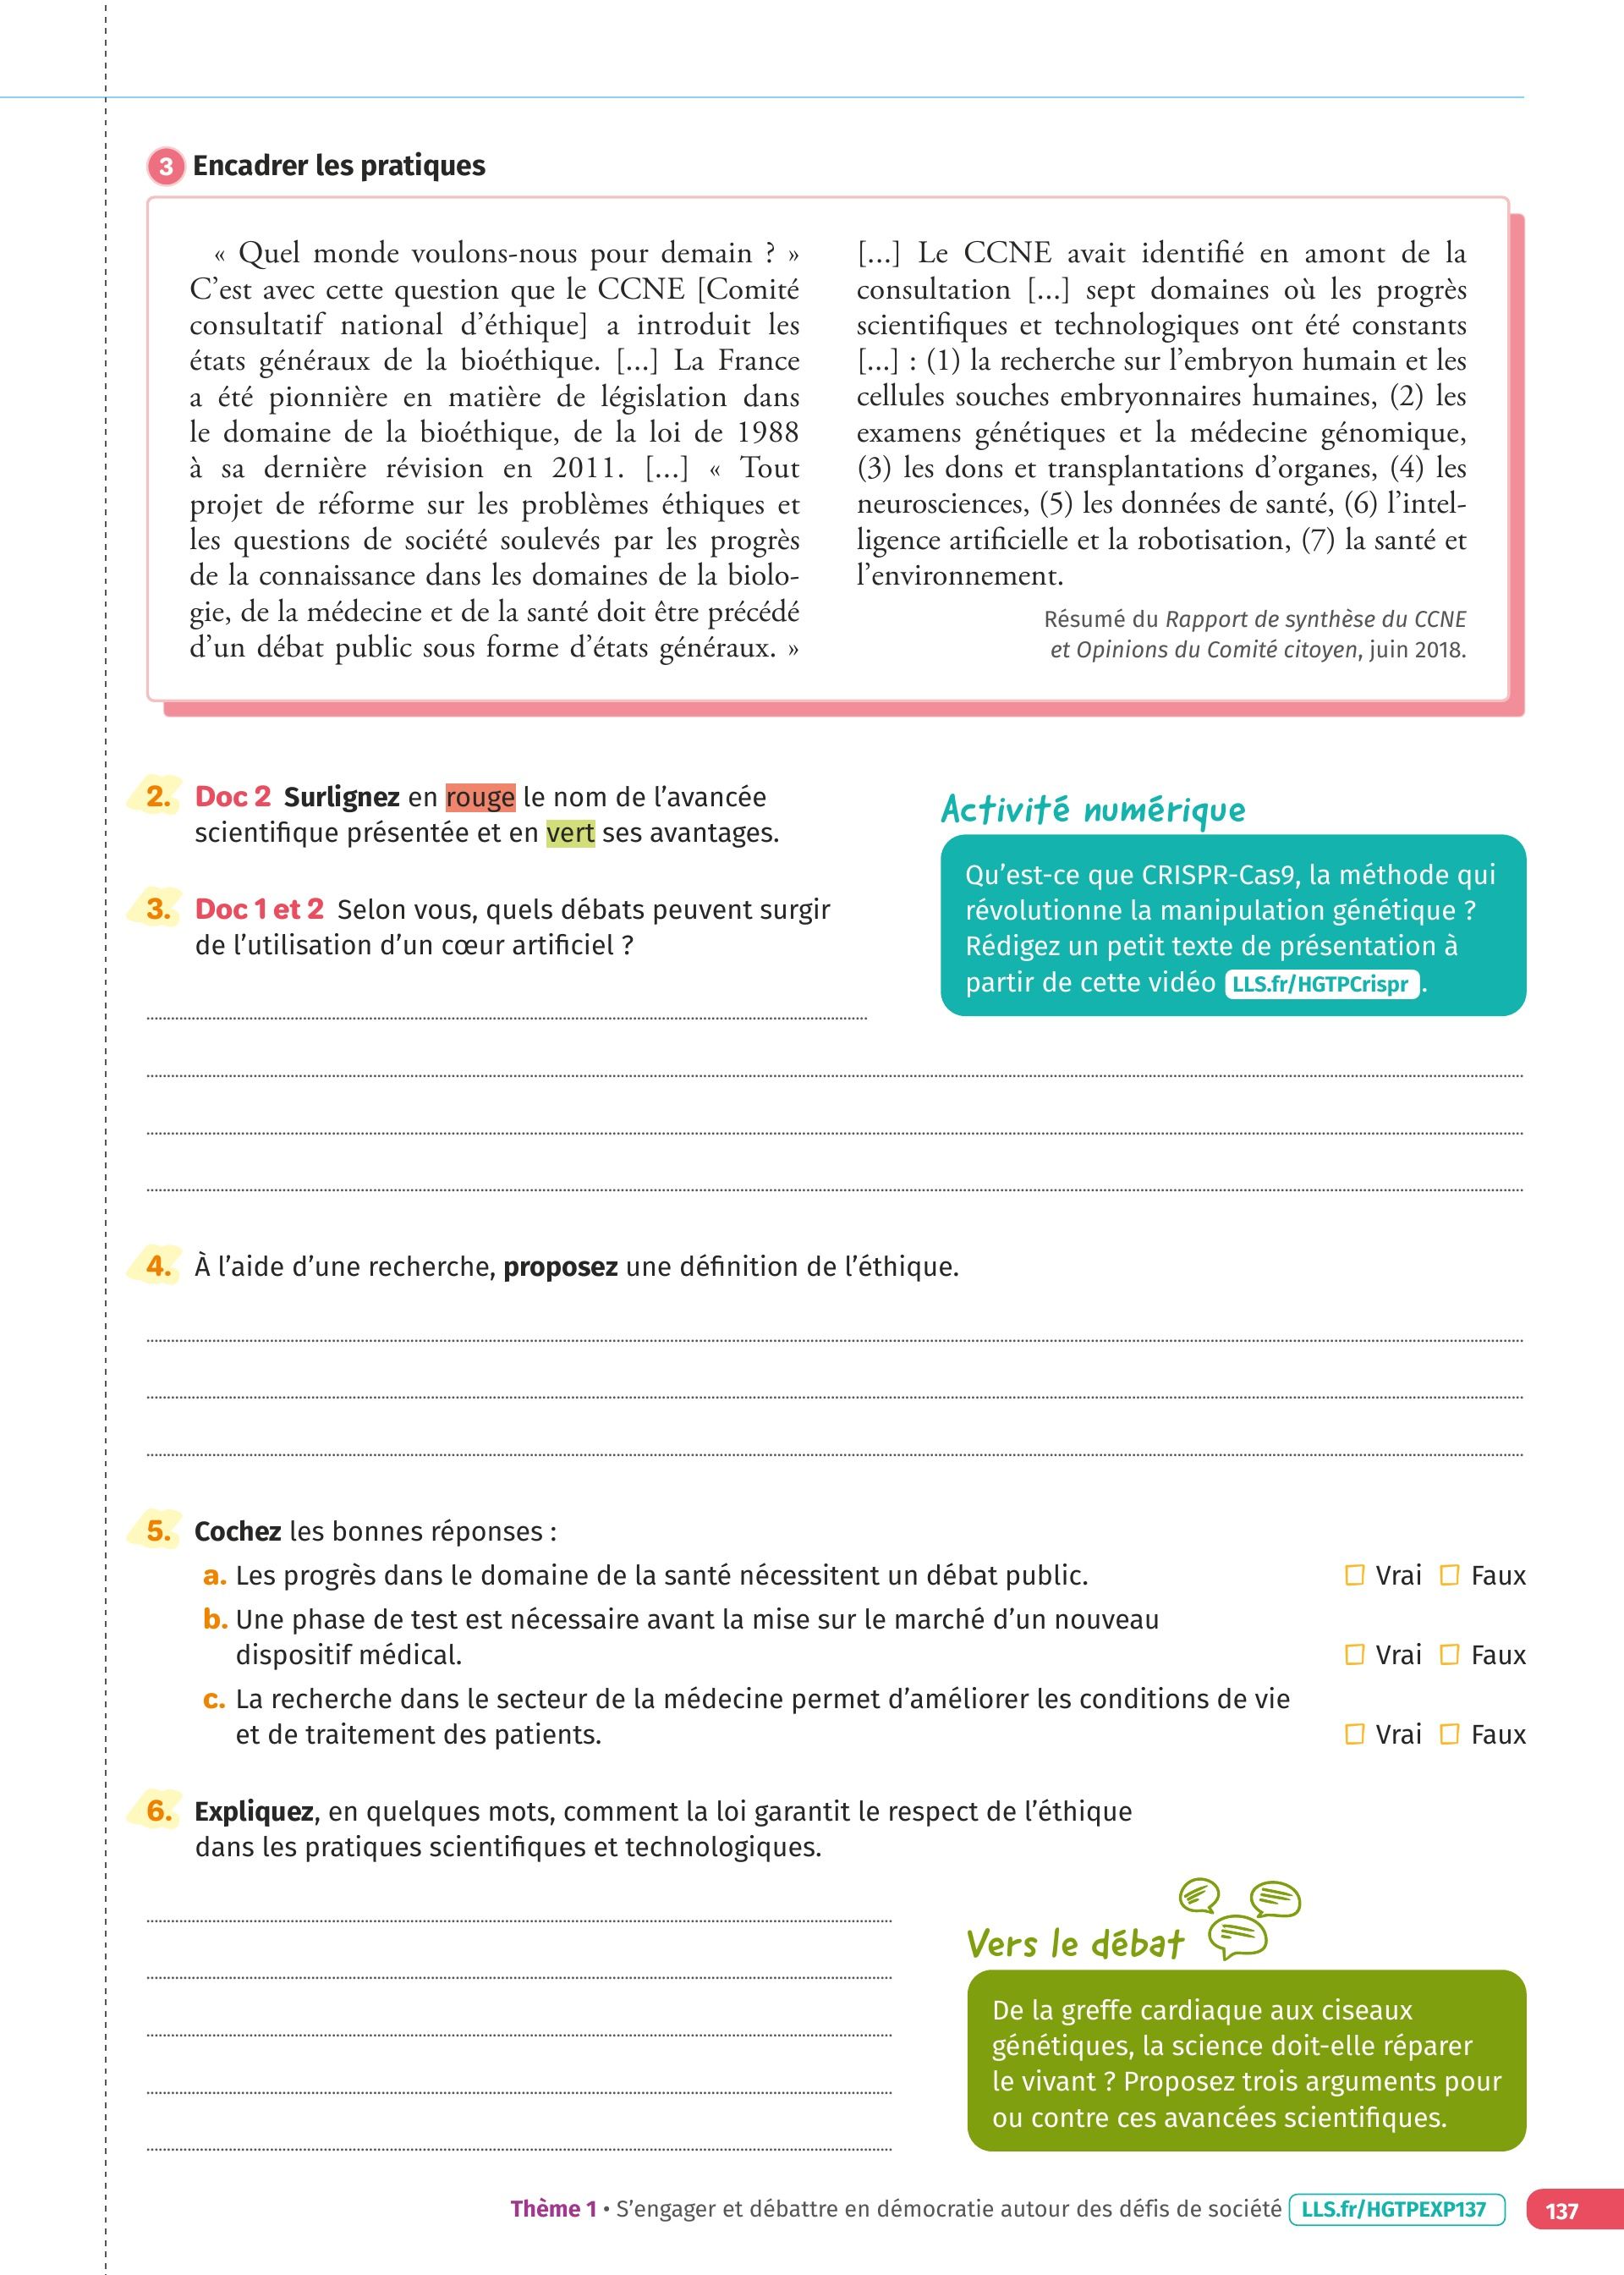 3 Encadrer les pratiques
« Quel monde voulons-nous pour demain ? »
C’est avec cette question que le CCNE [Comité
consultatif national d’éthique] a introduit les
états généraux de la bioéthique. [...] La France
a été pionnière en matière de législation dans
le domaine de la bioéthique, de la loi de 1988
à sa dernière révision en 2011. [...] « Tout
projet de réforme sur les problèmes éthiques et
les questions de société soulevés par les progrès
de la connaissance dans les domaines de la biolo-
gie, de la médecine et de la santé doit être précédé
d’un débat public sous forme d’états généraux. »
[...] Le CCNE avait identifié en amont de la
consultation [...] sept domaines où les progrès
scientifiques et technologiques ont été constants
[...] : (1) la recherche sur l’embryon humain et les
cellules souches embryonnaires humaines, (2) les
examens génétiques et la médecine génomique,
(3) les dons et transplantations d’organes, (4) les
neurosciences, (5) les données de santé, (6) l’intel-
ligence artificielle et la robotisation, (7) la santé et
l’environnement.
Résumé du Rapport de synthèse du CCNE
et Opinions du Comité citoyen, juin 2018.
2. Doc 2 Surlignez en rouge le nom de l’avancée
scientifique présentée et en vert ses avantages.
3. Doc 1 et 2 Selon vous, quels débats peuvent surgir
de l’utilisation d’un cœur artificiel ?
Activité numérique
Qu’est-ce que CRISPR-Cas9, la méthode qui
révolutionne la manipulation génétique ?
Rédigez un petit texte de présentation à
partir de cette vidéo LLS.fr/HGTPCrispr .
4. À l’aide d’une recherche, proposez une définition de l’éthique.
5. Cochez les bonnes réponses :
a. Les progrès dans le domaine de la santé nécessitent un débat public. Vrai Faux
b. Une phase de test est nécessaire avant la mise sur le marché d’un nouveau
dispositif médical. Vrai Faux
c. La recherche dans le secteur de la médecine permet d’améliorer les conditions de vie
et de traitement des patients. Vrai Faux
6. Expliquez, en quelques mots, comment la loi garantit le respect de l’éthique
dans les pratiques scientifiques et technologiques.
Vers le débat
De la greffe cardiaque aux ciseaux
génétiques, la science doit-elle réparer
le vivant ? Proposez trois arguments pour
ou contre ces avancées scientifiques.
Thème 1 • S’engager et débattre en démocratie autour des défis de société LLS.fr/HGTPEXP137 137